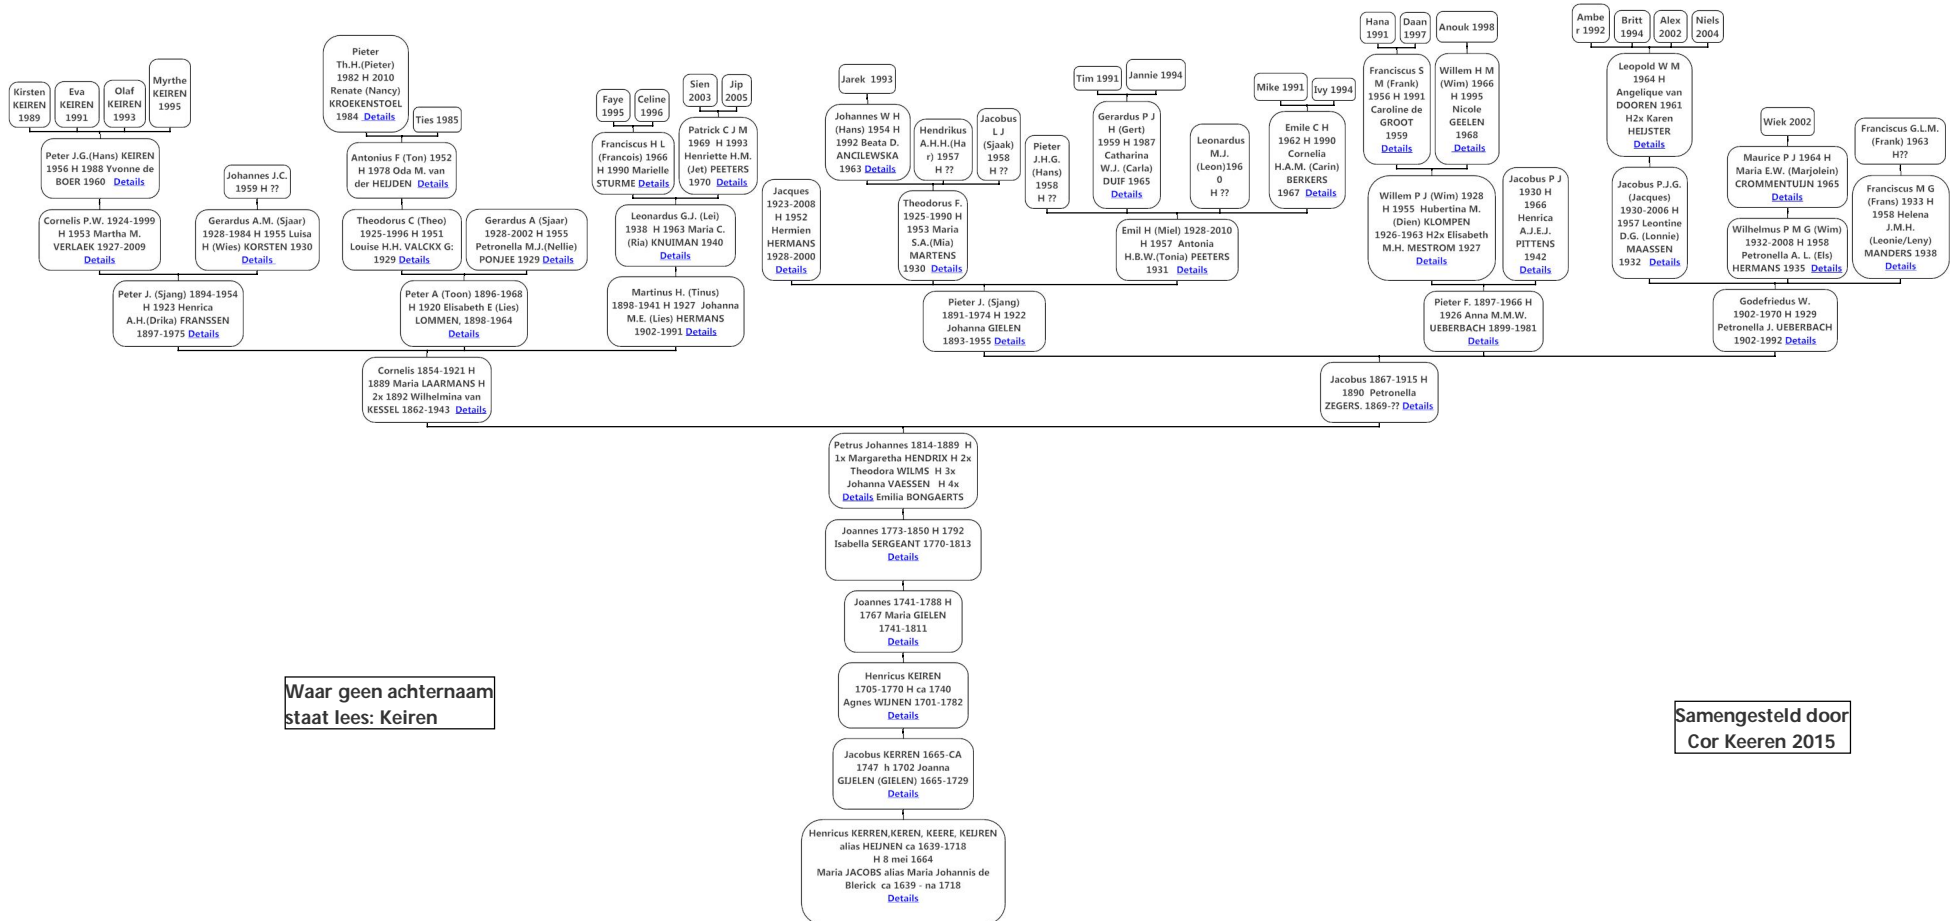 Kirsten
KEIREN
1989
Eva
KEIREN
1991
Olaf
KEIREN
1993
Myrthe
KEIREN
1995
Pieter
Th.H.(Pieter)
1982 H 2010
Renate (Nancy)
KROEKENSTOEL
1984 Details
Ties 1985
Faye
1995
Celine
1996
Sien
2003
Jip
2005
Jarek 1993
Tim 1991
Jannie 1994
Mike 1991
Ivy 1994
Hana
1991
Daan
1997
Anouk 1998
Ambe
r 1992
Britt
1994
Alex
2002
Niels
2004
Peter J.G.(Hans) KEIREN
1956 H 1988 Yvonne de
BOER 1960 Details
Johannes J.C.
1959 H ??
Antonius F (Ton) 1952
H 1978 Oda M. van
der HEIJDEN Details
Franciscus H L
(Francois) 1966
H 1990 Marielle
STURME Details
Patrick C J M
1969 H 1993
Henriette H.M.
(Jet) PEETERS
1970 Details
Johannes W H
(Hans) 1954 H
1992 Beata D.
ANCILEWSKA
1963 Details
Hendrikus
A.H.H.(Ha
r) 1957
H ??
Jacobus
L J
(Sjaak)
1958
H ??
Pieter
J.H.G.
(Hans)
1958
H ??
Gerardus P J
H (Gert)
1959 H 1987
Catharina
W.J. (Carla)
DUIF 1965
Details
Leonardus
M.J.
(Leon)196
0
H ??
Emile C H
1962 H 1990
Cornelia
H.A.M. (Carin)
BERKERS
1967 Details
Franciscus S
M (Frank)
1956 H 1991
Caroline de
GROOT
1959
Details
Willem H M
(Wim) 1966
H 1995
Nicole
GEELEN
1968
Details
Leopold W M
1964 H
Angelique van
DOOREN 1961
H2x Karen
HEIJSTER
Details
Wiek 2002
Maurice P J 1964 H
Maria E.W. (Marjolein)
CROMMENTUIJN 1965
Details
Franciscus G.L.M.
(Frank) 1963
H??
Cornelis P.W. 1924-1999
H 1953 Martha M.
VERLAEK 1927-2009
Details
Gerardus A.M. (Sjaar)
1928-1984 H 1955 Luisa
H (Wies) KORSTEN 1930
Details
Theodorus C (Theo)
1925-1996 H 1951
Louise H.H. VALCKX G:
1929 Details
Gerardus A (Sjaar)
1928-2002 H 1955
Petronella M.J.(Nellie)
PONJEE 1929 Details
Leonardus G.J. (Lei)
1938 H 1963 Maria C.
(Ria) KNUIMAN 1940
Details
Jacques
1923-2008
H 1952
Hermien
HERMANS
1928-2000
Details
Theodorus F.
1925-1990 H
1953 Maria
S.A.(Mia)
MARTENS
1930 Details
Emil H (Miel) 1928-2010
H 1957 Antonia
H.B.W.(Tonia) PEETERS
1931 Details
Willem P J (Wim) 1928
H 1955 Hubertina M.
(Dien) KLOMPEN
1926-1963 H2x Elisabeth
M.H. MESTROM 1927
Details
Jacobus P J
1930 H
1966
Henrica
A.J.E.J.
PITTENS
1942
Details
Jacobus P.J.G.
(Jacques)
1930-2006 H
1957 Leontine
D.G. (Lonnie)
MAASSEN
1932 Details
Wilhelmus P M G (Wim)
1932-2008 H 1958
Petronella A. L. (Els)
HERMANS 1935 Details
Franciscus M G
(Frans) 1933 H
1958 Helena
J.M.H.
(Leonie/Leny)
MANDERS 1938
Details
Peter J. (Sjang) 1894-1954
H 1923 Henrica
A.H.(Drika) FRANSSEN
1897-1975 Details
Peter A (Toon) 1896-1968
H 1920 Elisabeth E (Lies)
LOMMEN, 1898-1964
Details
Martinus H. (Tinus)
1898-1941 H 1927 Johanna
M.E. (Lies) HERMANS
1902-1991 Details
Pieter J. (Sjang)
1891-1974 H 1922
Johanna GIELEN
1893-1955 Details
Pieter F. 1897-1966 H
1926 Anna M.M.W.
UEBERBACH 1899-1981
Details
Godefriedus W.
1902-1970 H 1929
Petronella J. UEBERBACH
1902-1992 Details
Cornelis 1854-1921 H
1889 Maria LAARMANS H
2x 1892 Wilhelmina van
KESSEL 1862-1943 Details
Jacobus 1867-1915 H
1890 Petronella
ZEGERS. 1869-?? Details
Petrus Johannes 1814-1889 H
1x Margaretha HENDRIX H 2x
Theodora WILMS H 3x
Johanna VAESSEN H 4x
Details Emilia BONGAERTS
Joannes 1773-1850 H 1792
Isabella SERGEANT 1770-1813
Details
Joannes 1741-1788 H
1767 Maria GIELEN
1741-1811
Details
Henricus KEIREN
1705-1770 H ca 1740
Agnes WIJNEN 1701-1782
Details
Jacobus KERREN 1665-CA
1747 h 1702 Joanna
GIJELEN (GIELEN) 1665-1729
Details
Henricus KERREN,KEREN, KEERE, KEIJREN
alias HEIJNEN ca 1639-1718
H 8 mei 1664
Maria JACOBS alias Maria Johannis de
Blerick ca 1639 - na 1718
Details
Waar geen achternaam
staat lees: Keiren
Samengesteld door
Cor Keeren 2015